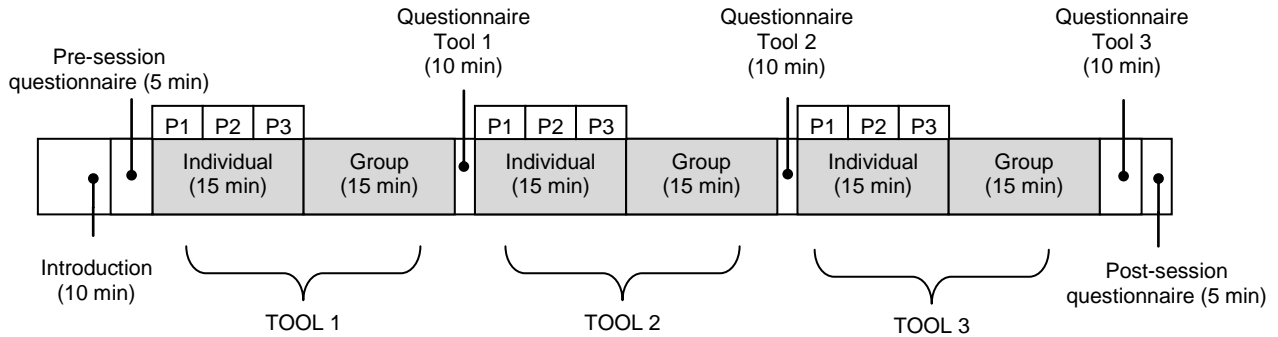 Questionnaire
Tool 1
(10 min)
Questionnaire
Tool 2
(10 min)
Questionnaire
Tool 3
(10 min)
Pre-session
questionnaire (5 min)
P1 P2 P3
P1 P2 P3
P1 P2 P3
Individual
(15 min)
Group
(15 min)
Individual
(15 min)
Group
(15 min)
Individual
(15 min)
Group
(15 min)
Introduction
(10 min)
Post-session
questionnaire (5 min)
TOOL 1
TOOL 2
TOOL 3